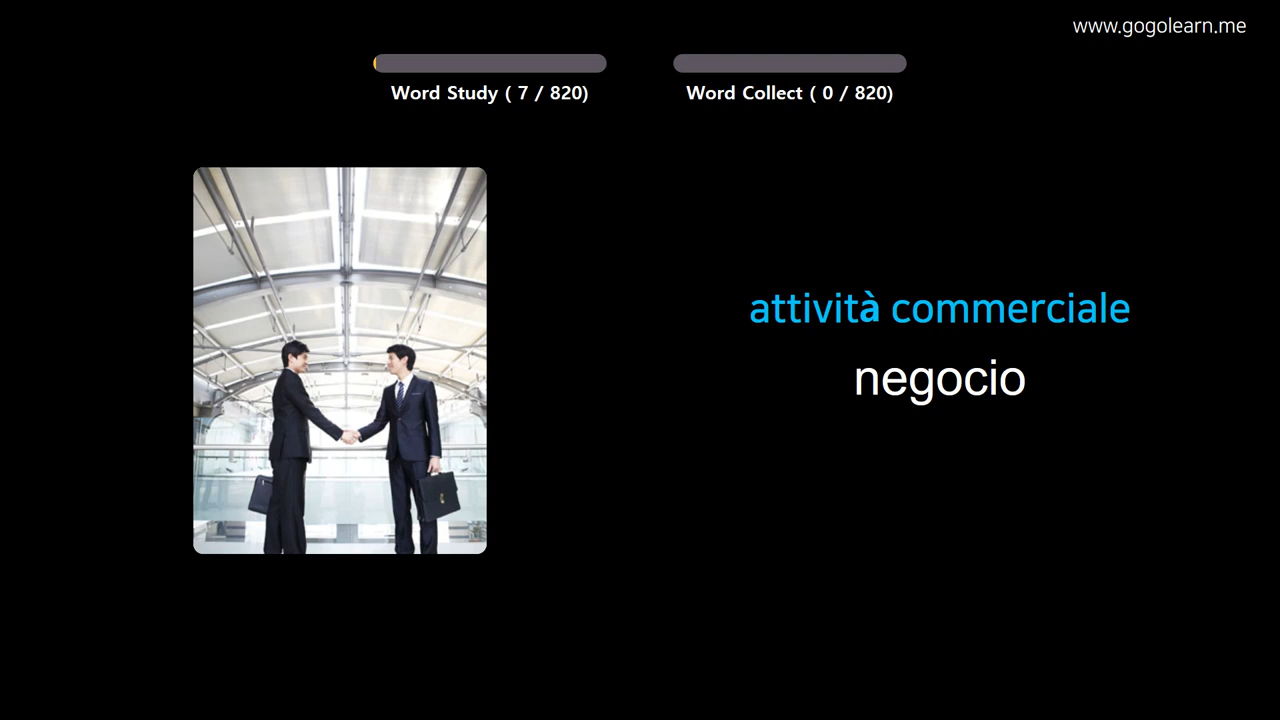 www.gogolearn.me
Word Study ( 7 / 820)
Word Collect ( 0 / 820)
attività commerciale
negocio